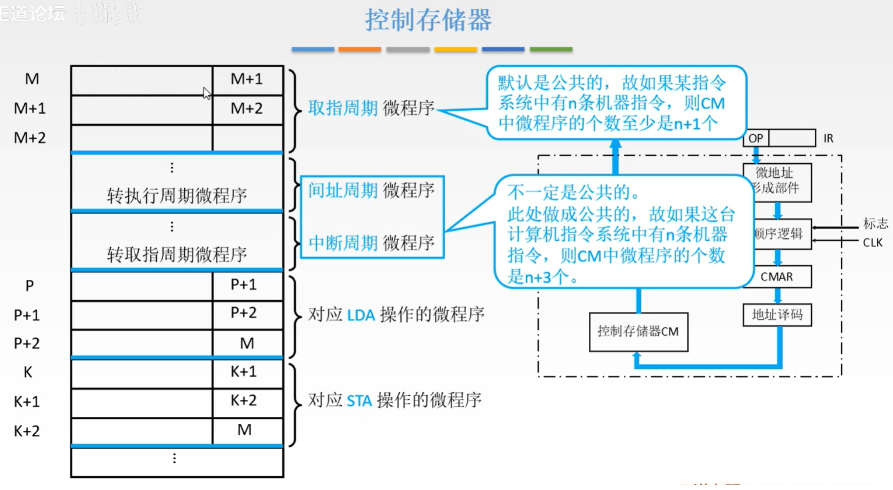 王道论坛
控制存储器
M
M+1
M+1
M+2
M+2
取指周期 微程序
默认是公共的，故如果某指令
系统中有n条机器指令，则CM
中微程序的个数至少是n+1个
OP
IR
⋮
转执行周期微程序
间址周期 微程序
⋮
转取指周期微程序
中断周期 微程序
不一定是公共的。
此处做成公共的，故如果这台
计算机指令系统中有n条机器
指令，则CM中微程序的个数
是n+3个。
微地址
形成部件
顺序逻辑
标志
CLK
CMAR
地址译码
控制存储器CM
P
P+1
P+1
P+2
P+2
M
对应 LDA 操作的微程序
K
K+1
K+1
K+2
K+2
M
对应 STA 操作的微程序
⋮